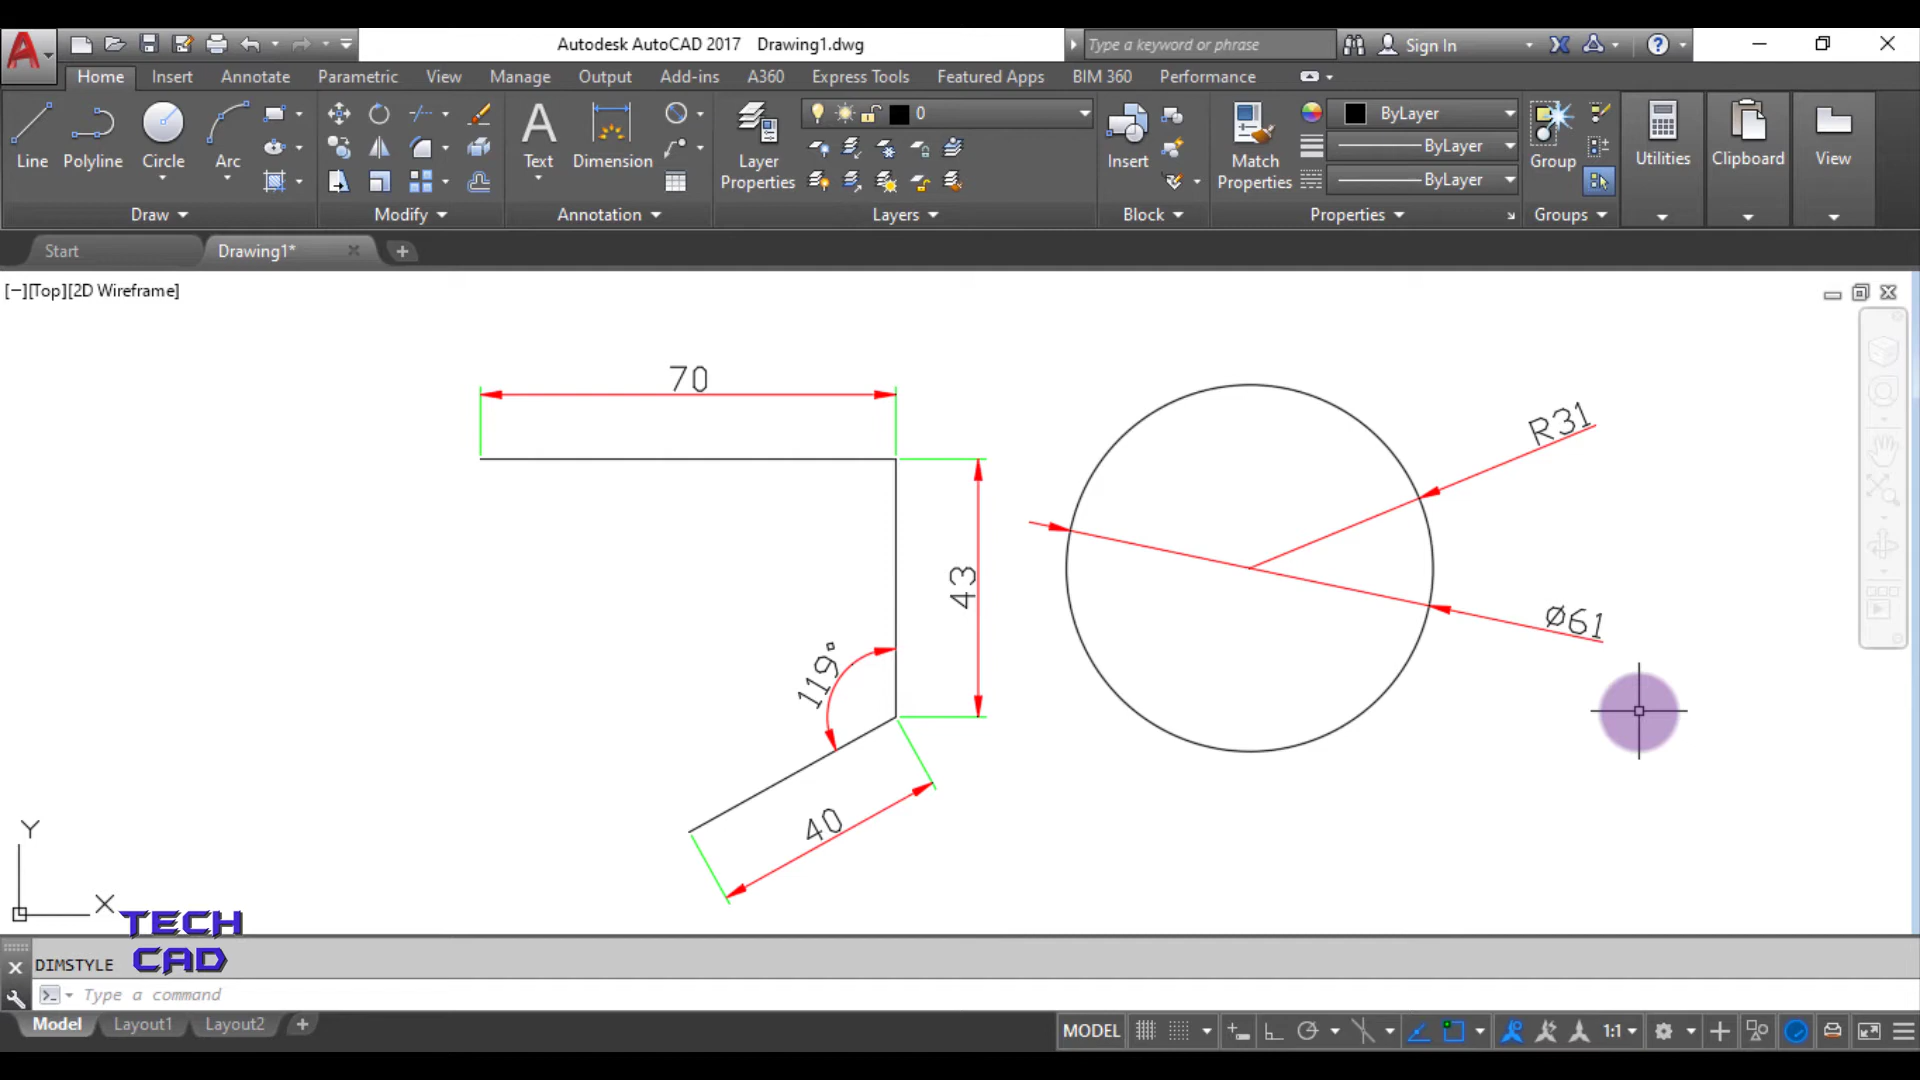 Autodesk AutoCAD 2017 Drawing1.dwg
Type a keyword or phrase
Sign In
Home Insert Annotate Parametric View Manage Output Add-ins A360 Express Tools Featured Apps BIM 360 Performance
Line Polyline Circle Arc
Draw
Modify
Text Dimension
Annotation
Layer Properties
0
Layers
Insert
Block
Match Properties
ByLayer
ByLayer
ByLayer
Properties
Group
Groups
Utilities
Clipboard
View
Start Drawing1*
[−][Top][2D Wireframe]
70
R31
43
Ø61
119°
40
Y
X
TECH
CAD
DIMSTYLE
Type a command
Model Layout1 Layout2
MODEL
1:1